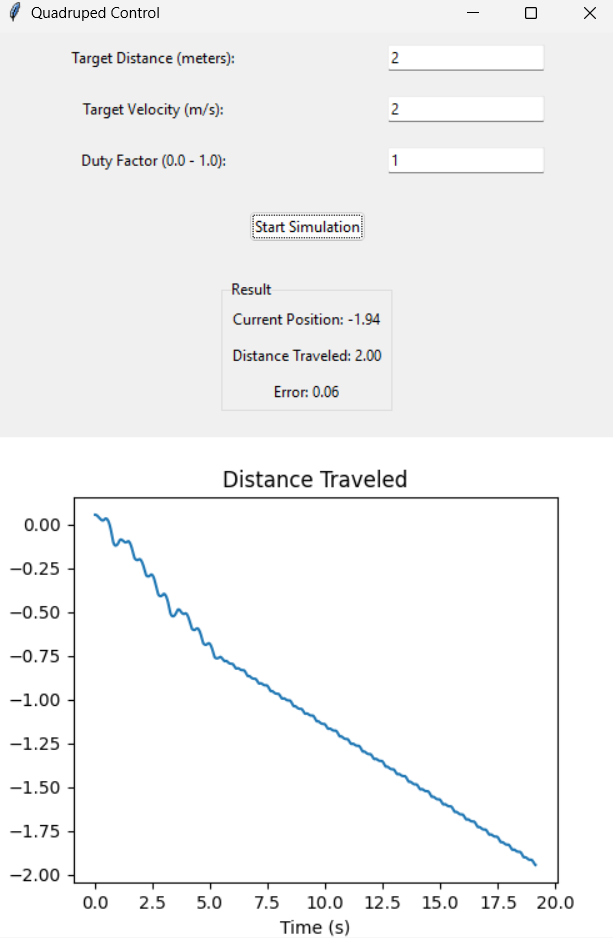 Quadruped Control
Target Distance (meters): 2
Target Velocity (m/s): 2
Duty Factor (0.0 - 1.0): 1
Start Simulation
Result
Current Position: -1.94
Distance Traveled: 2.00
Error: 0.06
Distance Traveled
0.00
−0.25
−0.50
−0.75
−1.00
−1.25
−1.50
−1.75
−2.00
0.0 2.5 5.0 7.5 10.0 12.5 15.0 17.5 20.0
Time (s)